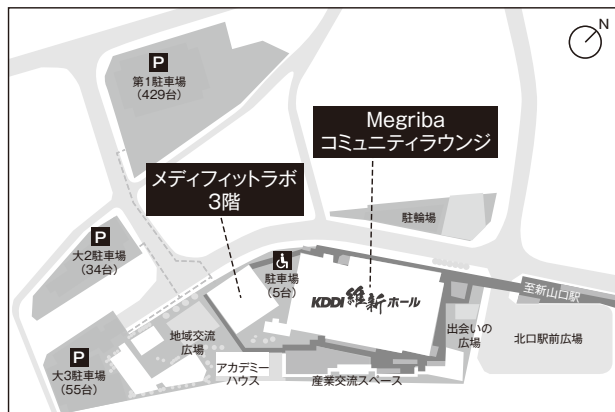 N
P
第1駐車場
(429台)
Megriba
コミュニティラウンジ
メディフィットラボ
3階
駐輪場
P
大2駐車場
(34台)
駐車場
(5台)
KDDI 維新ホール
至新山口駅
地域交流
広場
出会いの
広場
北口駅前広場
P
大3駐車場
(55台)
アカデミー
ハウス
産業交流スペース